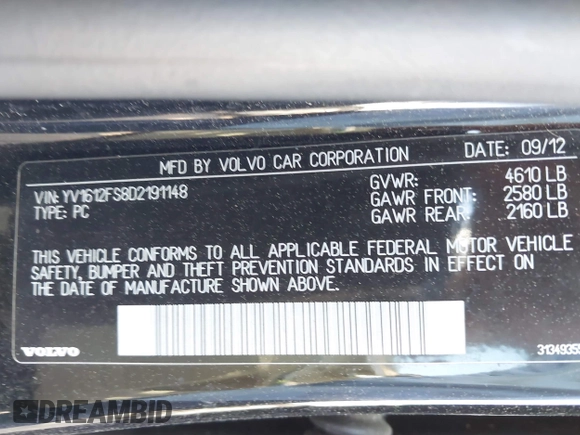 MFD BY VOLVO CAR CORPORATION DATE: 09/12
VIN: YV1612FS8D2191148 GVWR: 4610 LB
TYPE: PC GAWR FRONT: 2580 LB
GAWR REAR: 2160 LB
THIS VEHICLE CONFORMS TO ALL APPLICABLE FEDERAL MOTOR VEHICLE
SAFETY, BUMPER AND THEFT PREVENTION STANDARDS IN EFFECT ON
THE DATE OF MANUFACTURE SHOWN ABOVE.
VOLVO 3134935
DREAMBID